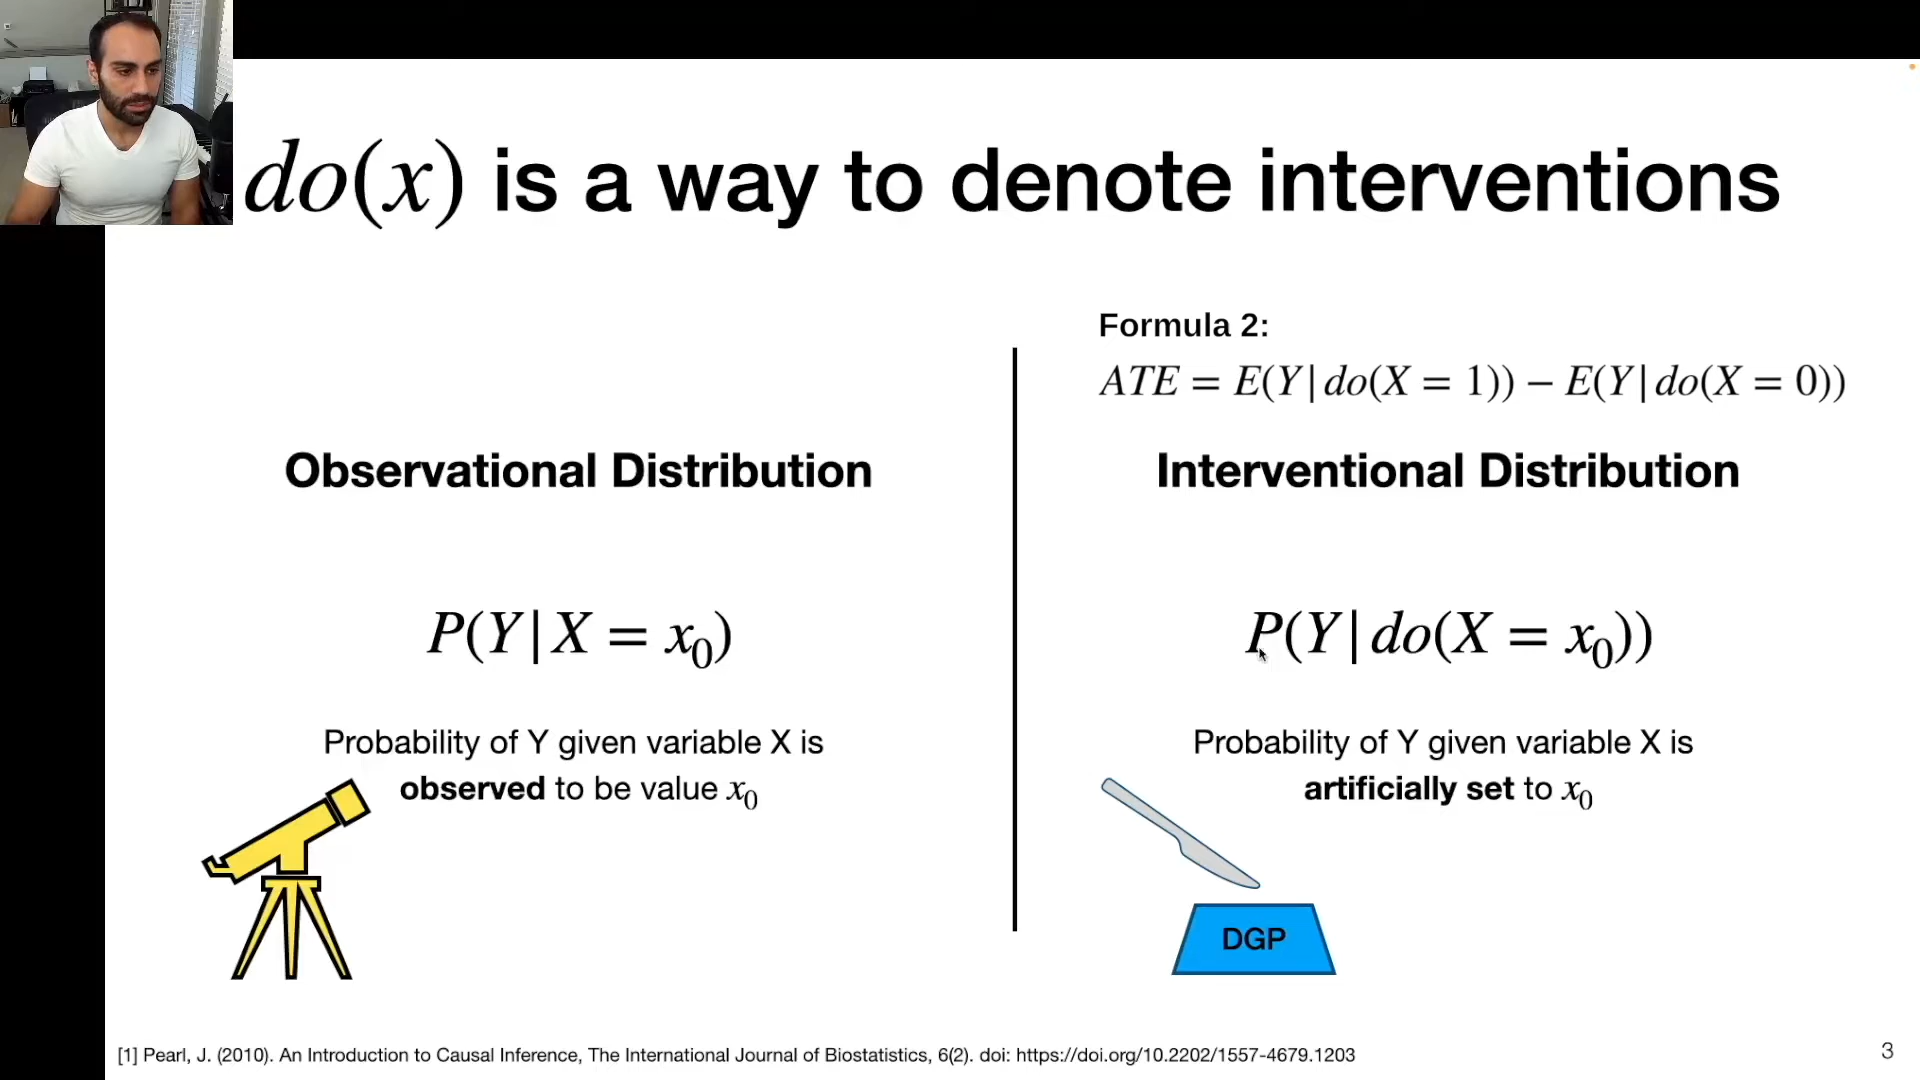 do(x) is a way to denote interventions
Formula 2:
ATE = E(Y|do(X = 1)) − E(Y|do(X = 0))
Observational Distribution
P(Y|X = x₀)
Probability of Y given variable X is
observed to be value x₀
Interventional Distribution
P(Y|do(X = x₀))
Probability of Y given variable X is
artificially set to x₀
DGP
[1] Pearl, J. (2010). An Introduction to Causal Inference, The International Journal of Biostatistics, 6(2). doi: https://doi.org/10.2202/1557-4679.1203
3